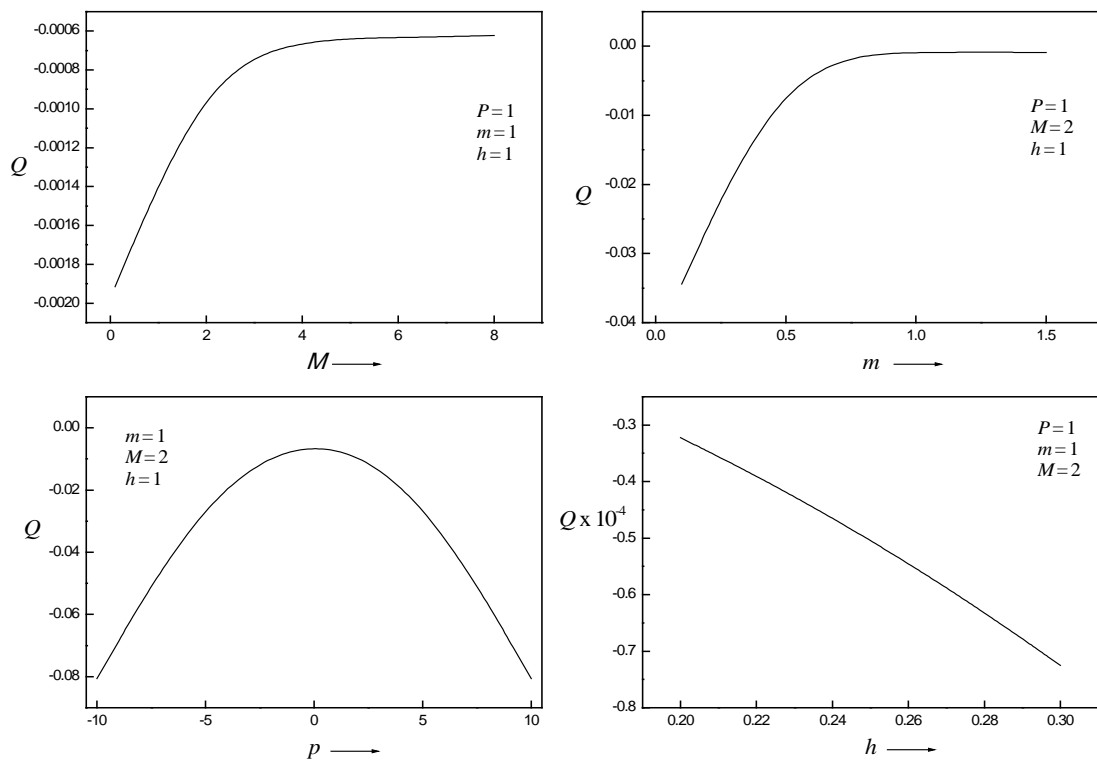 -0.0006
-0.0008
-0.0010
-0.0012
-0.0014
-0.0016
-0.0018
-0.0020
Q
P = 1
m = 1
h = 1
0 2 4 6 8
M
0.00
-0.01
-0.02
-0.03
-0.04
Q
P = 1
M = 2
h = 1
0.0 0.5 1.0 1.5
m
0.00
-0.02
-0.04
-0.06
-0.08
Q
m = 1
M = 2
h = 1
-10 -5 0 5 10
p
-0.3
-0.4
-0.5
-0.6
-0.7
-0.8
Q x 10-4
P = 1
m = 1
M = 2
0.20 0.22 0.24 0.26 0.28 0.30
h